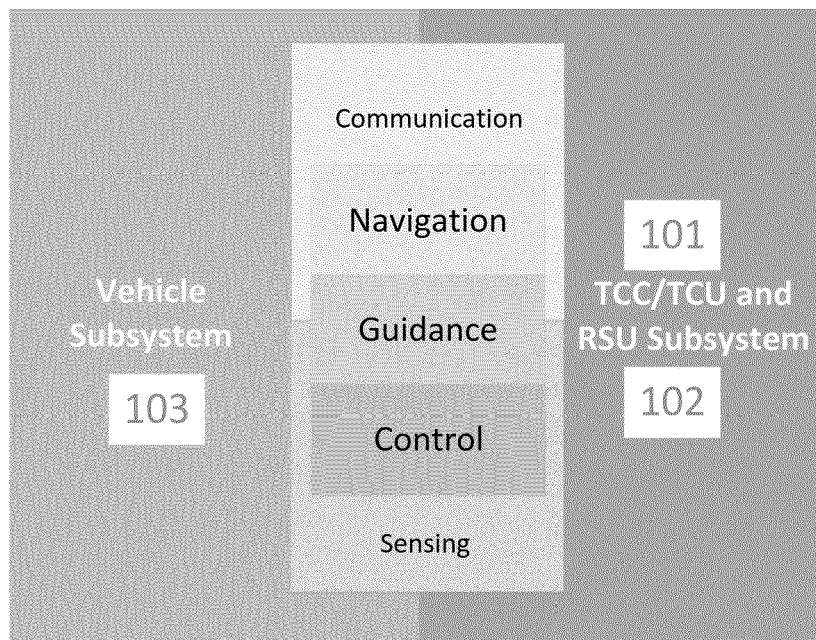 Communication
Navigation
Guidance
Control
Sensing
Vehicle
Subsystem
103
101
TCC/TCU and
RSU Subsystem
102